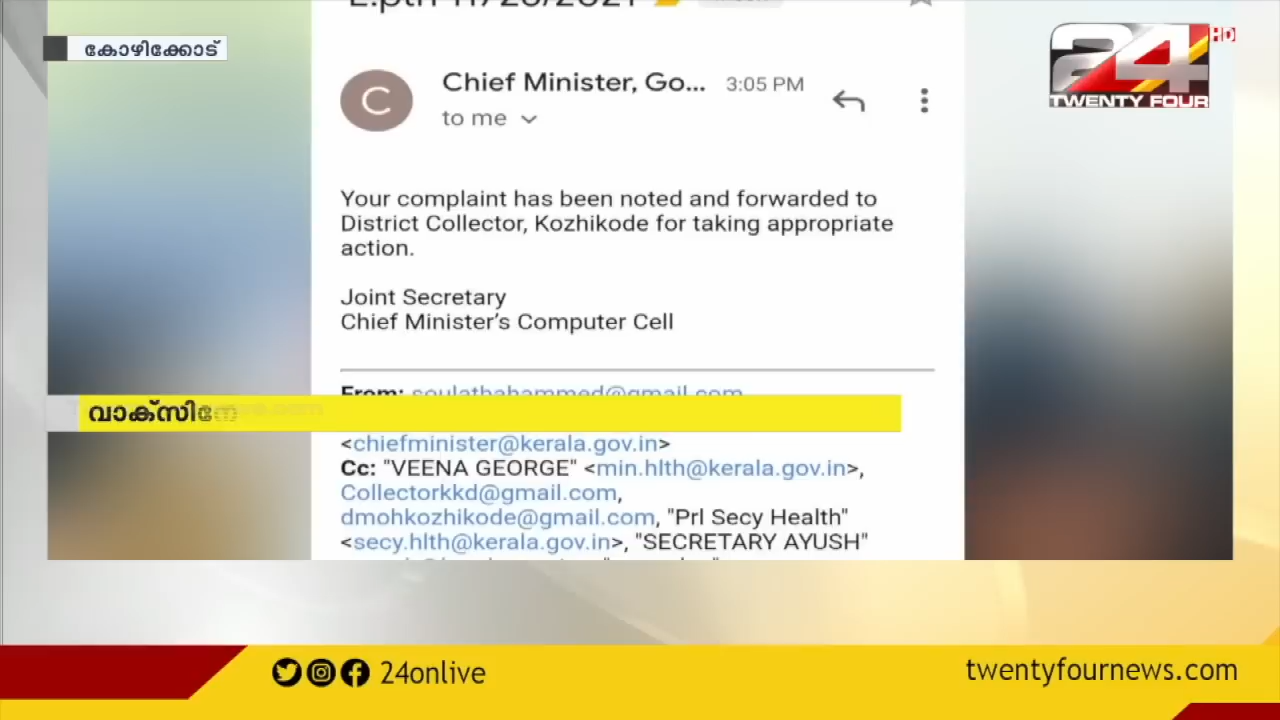 കോഴിക്കോട്
24
HD
TWENTY FOUR
C
Chief Minister, Go... 3:05 PM
to me
Your complaint has been noted and forwarded to
District Collector, Kozhikode for taking appropriate
action.
Joint Secretary
Chief Minister's Computer Cell
From:
വാക്സിനേ
<chiefminister@kerala.gov.in>
Cc: "VEENA GEORGE" <min.hlth@kerala.gov.in>,
Collectorkkd@gmail.com,
dmohkozhikode@gmail.com, "Prl Secy Health"
<secy.hlth@kerala.gov.in>, "SECRETARY AYUSH"
24onlive
twentyfournews.com